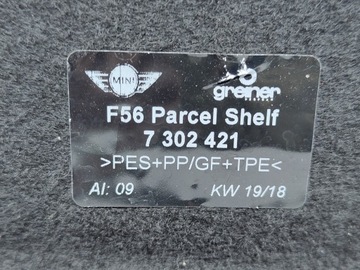 MINI
greiner
F56 Parcel Shelf
7 302 421
>PES+PP/GF+TPE<
AI: 09 KW 19/18